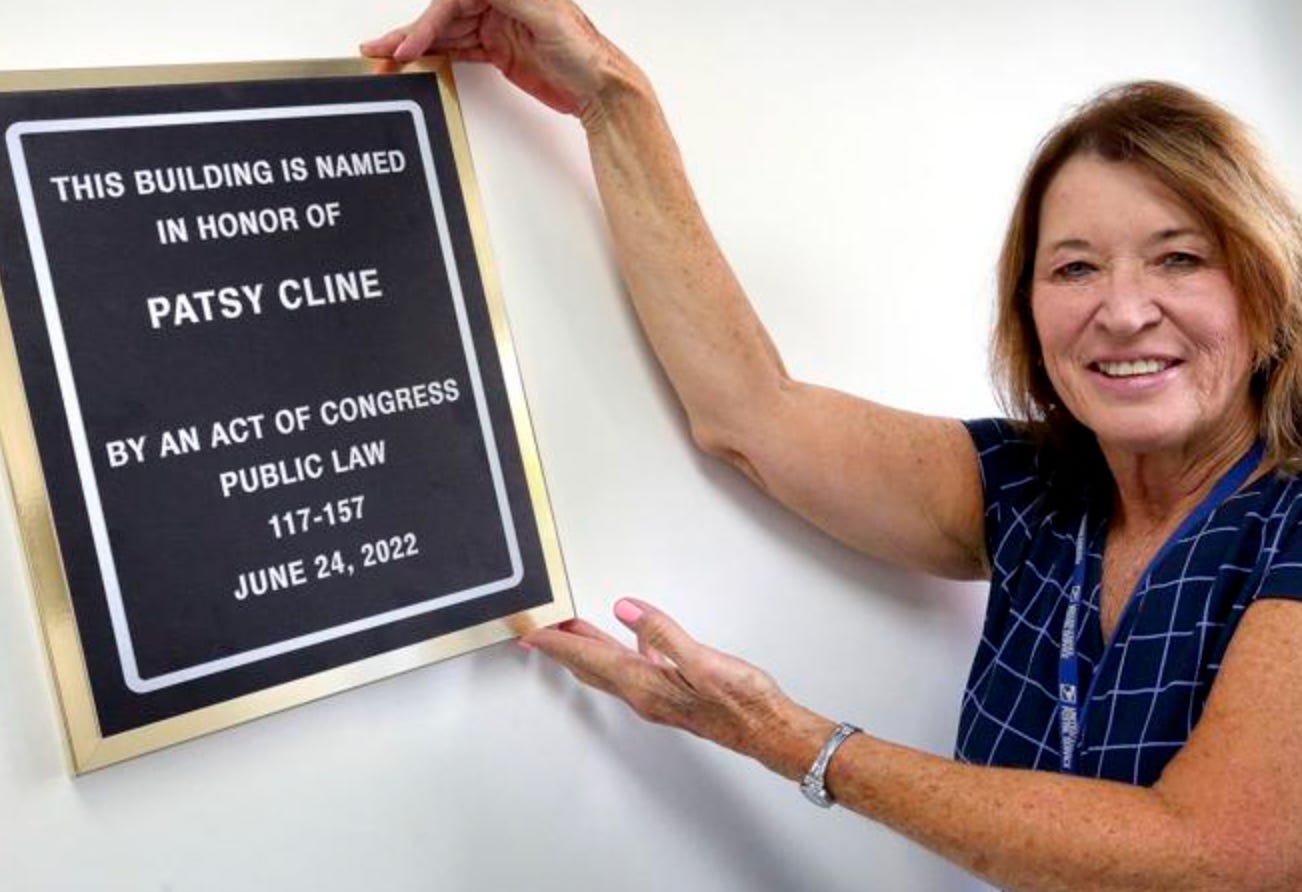 THIS BUILDING IS NAMED
IN HONOR OF
PATSY CLINE
BY AN ACT OF CONGRESS
PUBLIC LAW
117-157
JUNE 24, 2022